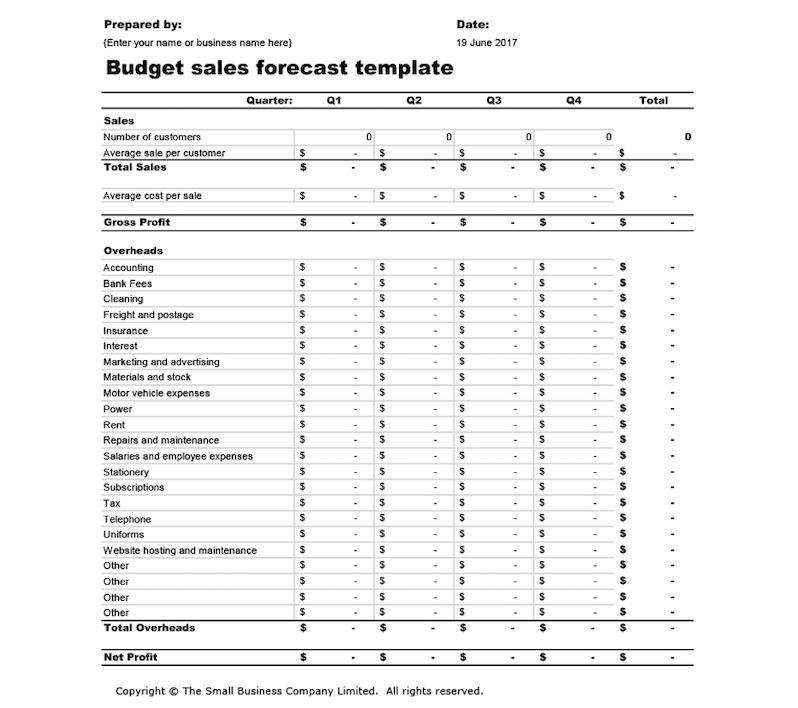 Prepared by: Date:
{Enter your name or business name here} 19 June 2017
Budget sales forecast template
Quarter: Q1 Q2 Q3 Q4 Total
Sales
Number of customers 0 0 0 0 0
Average sale per customer $ - $ - $ - $ - $ -
Total Sales $ - $ - $ - $ - $ -
Average cost per sale $ - $ - $ - $ - $ -
Gross Profit $ - $ - $ - $ - $ -
Overheads
Accounting $ - $ - $ - $ - $ -
Bank Fees $ - $ - $ - $ - $ -
Cleaning $ - $ - $ - $ - $ -
Freight and postage $ - $ - $ - $ - $ -
Insurance $ - $ - $ - $ - $ -
Interest $ - $ - $ - $ - $ -
Marketing and advertising $ - $ - $ - $ - $ -
Materials and stock $ - $ - $ - $ - $ -
Motor vehicle expenses $ - $ - $ - $ - $ -
Power $ - $ - $ - $ - $ -
Rent $ - $ - $ - $ - $ -
Repairs and maintenance $ - $ - $ - $ - $ -
Salaries and employee expenses $ - $ - $ - $ - $ -
Stationery $ - $ - $ - $ - $ -
Subscriptions $ - $ - $ - $ - $ -
Tax $ - $ - $ - $ - $ -
Telephone $ - $ - $ - $ - $ -
Uniforms $ - $ - $ - $ - $ -
Website hosting and maintenance $ - $ - $ - $ - $ -
Other $ - $ - $ - $ - $ -
Other $ - $ - $ - $ - $ -
Other $ - $ - $ - $ - $ -
Other $ - $ - $ - $ - $ -
Total Overheads $ - $ - $ - $ - $ -
Net Profit $ - $ - $ - $ - $ -
Copyright © The Small Business Company Limited. All rights reserved.